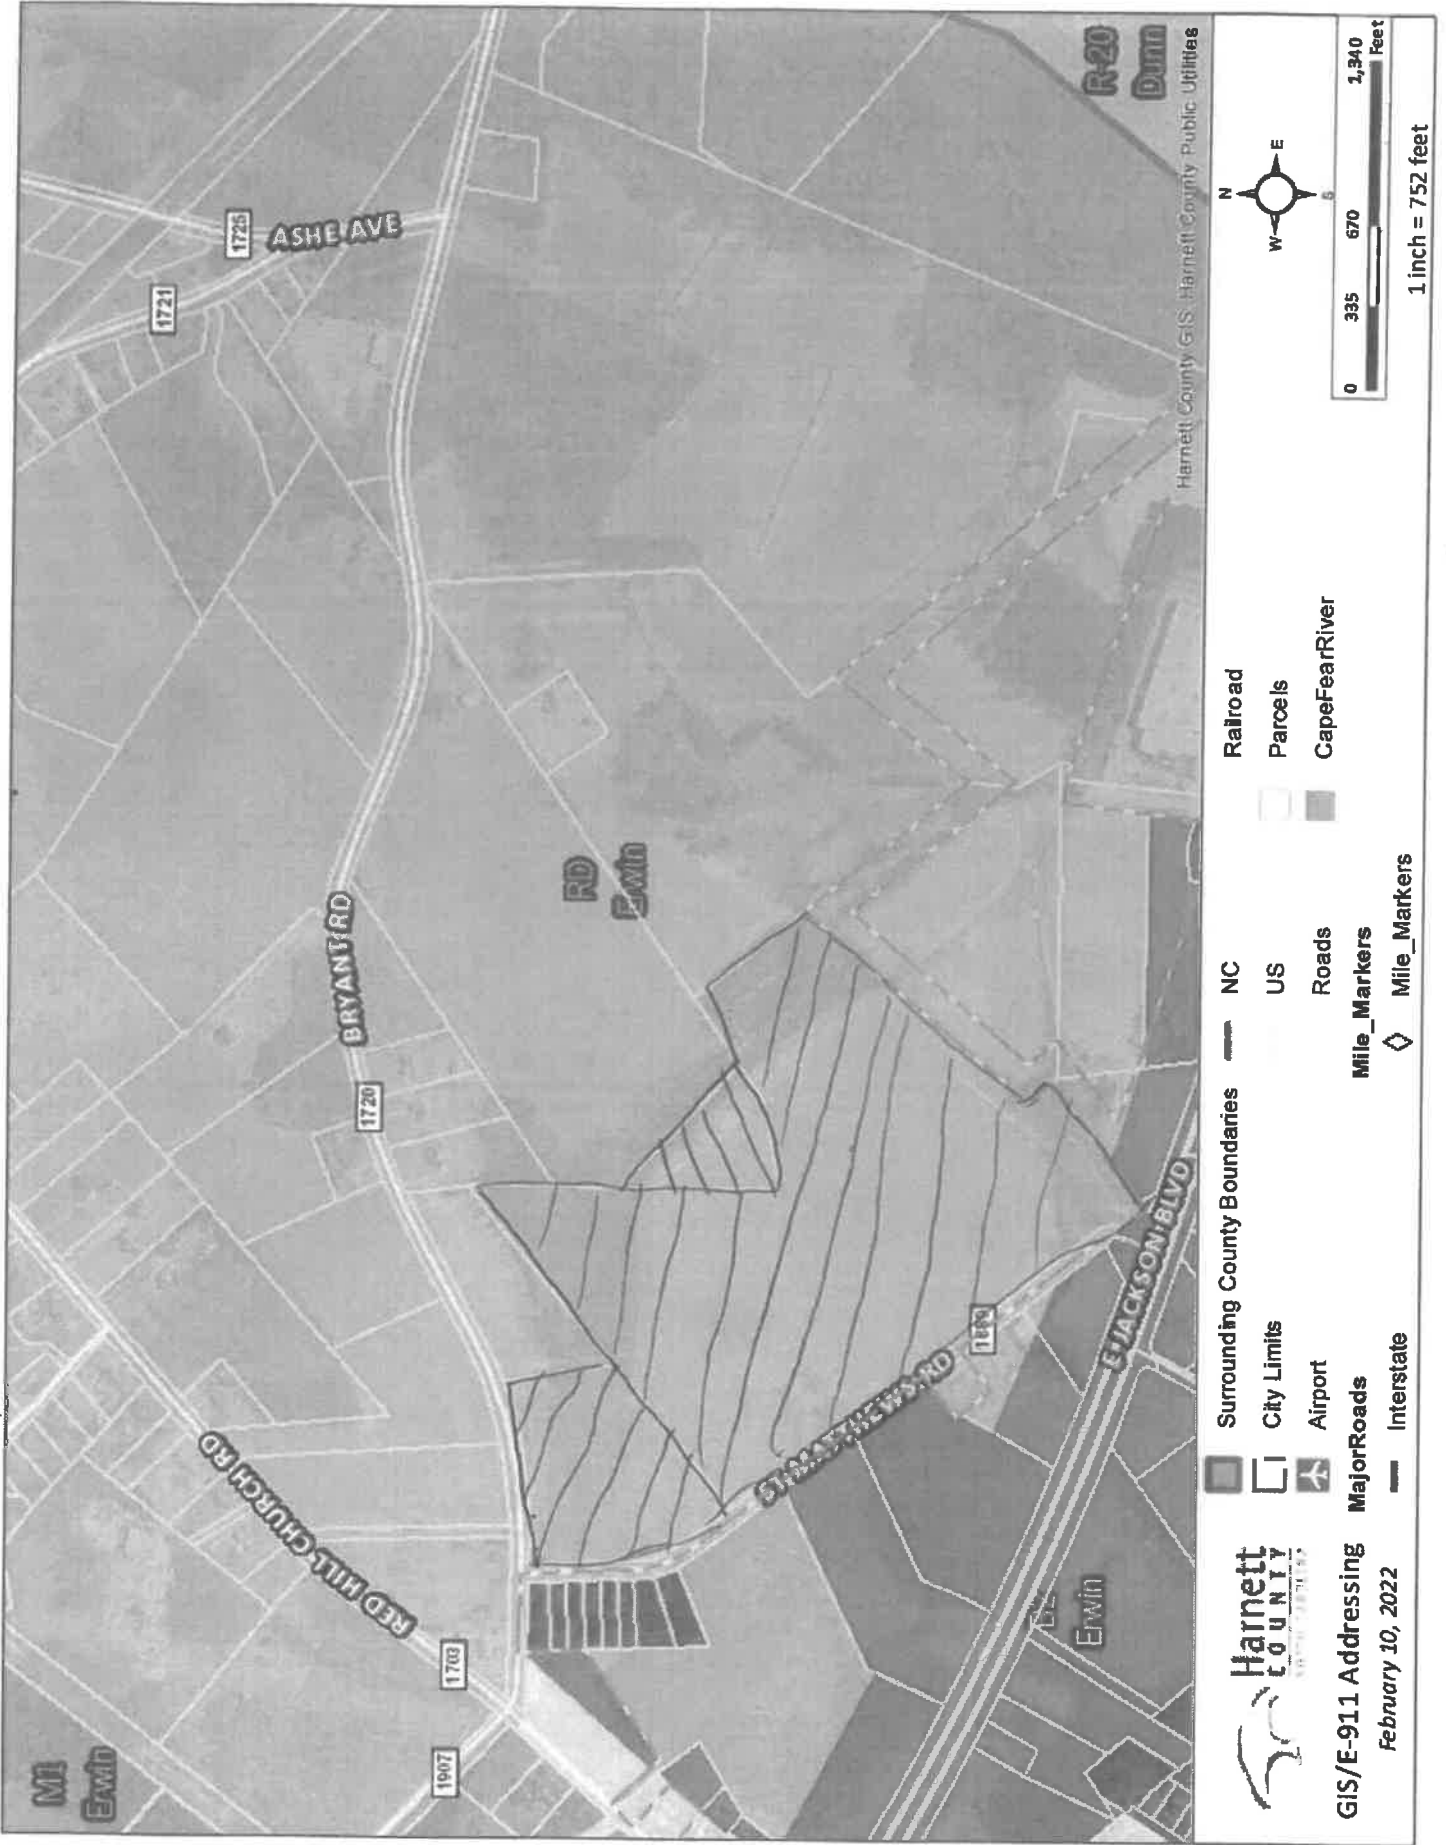 M1
Erwin
1907
1703
RED HILL CHURCH RD
1720
BRYANT RD
1721
1725
ASHE AVE
RD
Erwin
R-20
Dunn
ST. MATTHEWS RD
E JACKSON BLVD
Erwin
Harnett County GIS, Harnett County Public Utilities
Harnett
COUNTY
GIS/E-911 Addressing
February 10, 2022
Surrounding County Boundaries
City Limits
Airport
MajorRoads
Interstate
NC
US
Roads
Mile_Markers
Mile_Markers
Railroad
Parcels
CapeFearRiver
N
W
E
S
0
335
670
1,340
Feet
1 inch = 752 feet